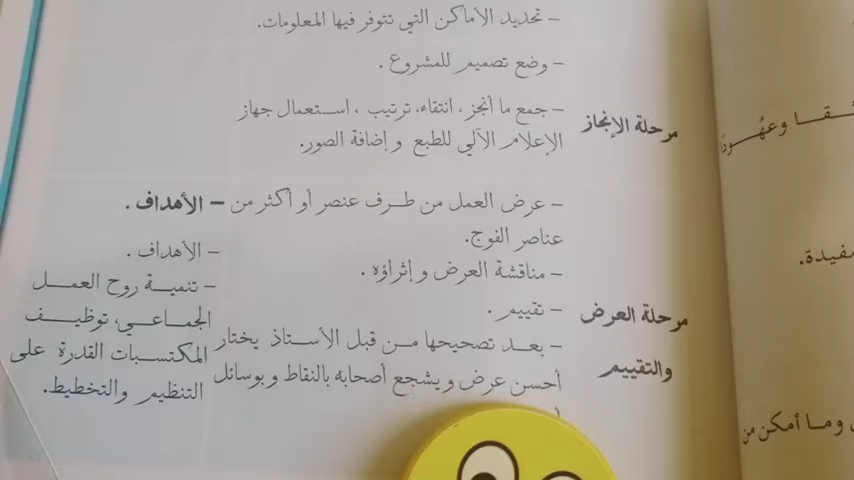 – تحديد الأماكن التي تتوفر فيها المعلومات.
– وضع تصميم للمشروع .
مرحلة الإنجاز
– جمع ما أنجز، انتقاء، ترتيب ، استعمال جهاز
الإعلام الآلي للطبع وإضافة الصور.
– عرض العمل من طرف عنصر أو أكثر من
عناصر الفوج.
– مناقشة العرض وإثراؤه .
مرحلة العرض
والتقييم
– تقييم .
– بعد تصحيحها من قبل الأستاذ يختار
أحسن عرض ويشجع أصحابه بالنقاط وبوسائل
– الأهداف .
– الأهداف .
– تنمية روح العمل
الجماعي، توظيف
المكتسبات القدرة على
التنظيم والتخطيط.
وعهودًا
مفيدة.
وما أمكن من